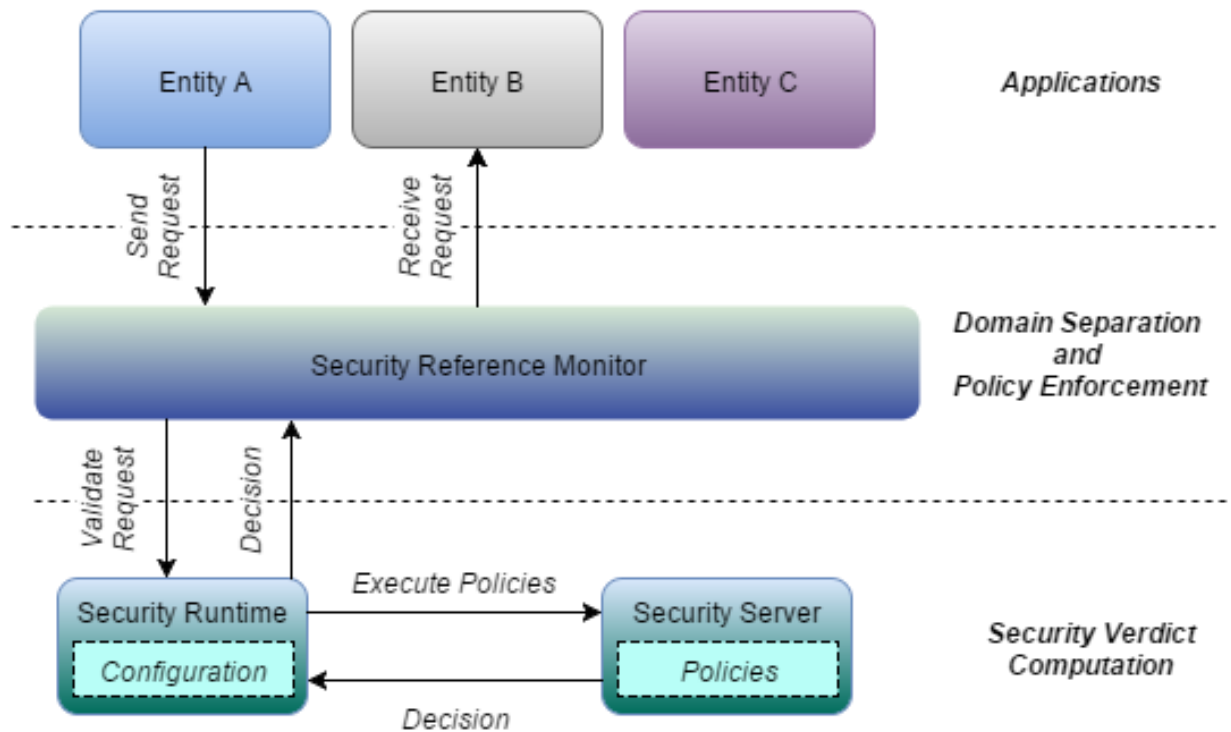 Entity A
Entity B
Entity C
Applications
Send
Request
Receive
Request
Security Reference Monitor
Domain Separation
and
Policy Enforcement
Validate
Request
Decision
Security Runtime
Configuration
Execute Policies
Security Server
Policies
Decision
Security Verdict
Computation